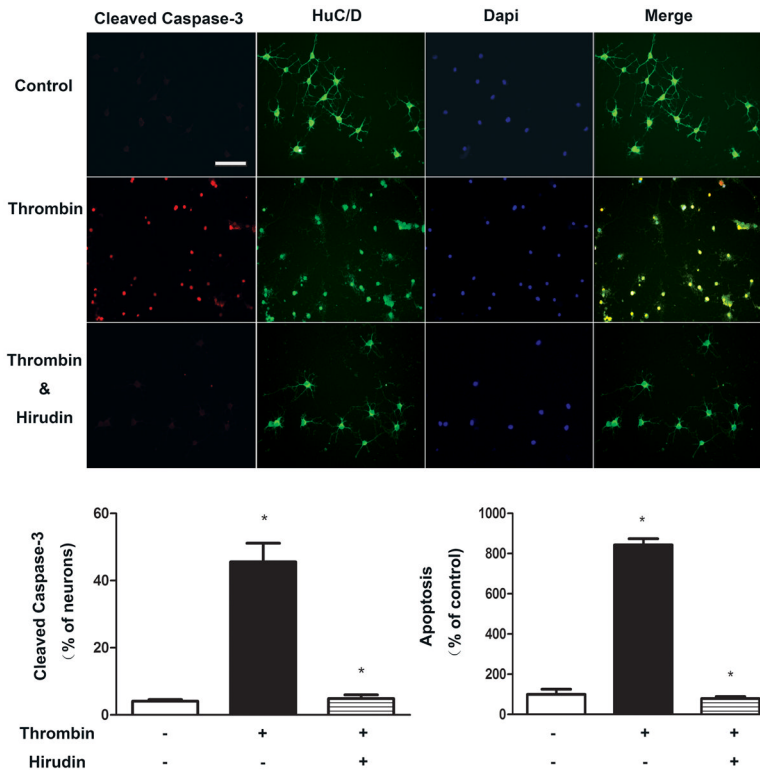 Cleaved Caspase-3 HuC/D Dapi Merge
Control
Thrombin
Thrombin
&
Hirudin
Cleaved Caspase-3
( % of neurons)
60
40
20
0
*
*
Apoptosis
( % of control)
1000
800
600
400
200
0
*
*
Thrombin - + + - + +
Hirudin - - + - - +